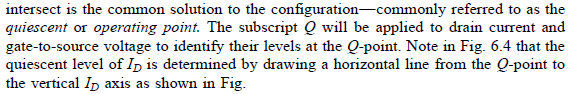 intersect is the common solution to the configuration—commonly referred to as the
quiescent or operating point. The subscript Q will be applied to drain current and
gate-to-source voltage to identify their levels at the Q-point. Note in Fig. 6.4 that the
quiescent level of ID is determined by drawing a horizontal line from the Q-point to
the vertical ID axis as shown in Fig.